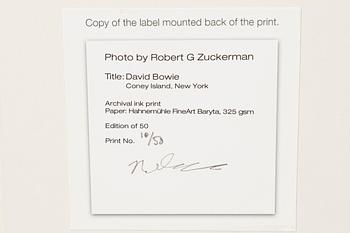 Copy of the label mounted back of the print.
Photo by Robert G Zuckerman
Title: David Bowie
Coney Island, New York
Archival ink print
Paper: Hahnemühle FineArt Baryta, 325 gsm
Edition of 50
Print No. 10/50